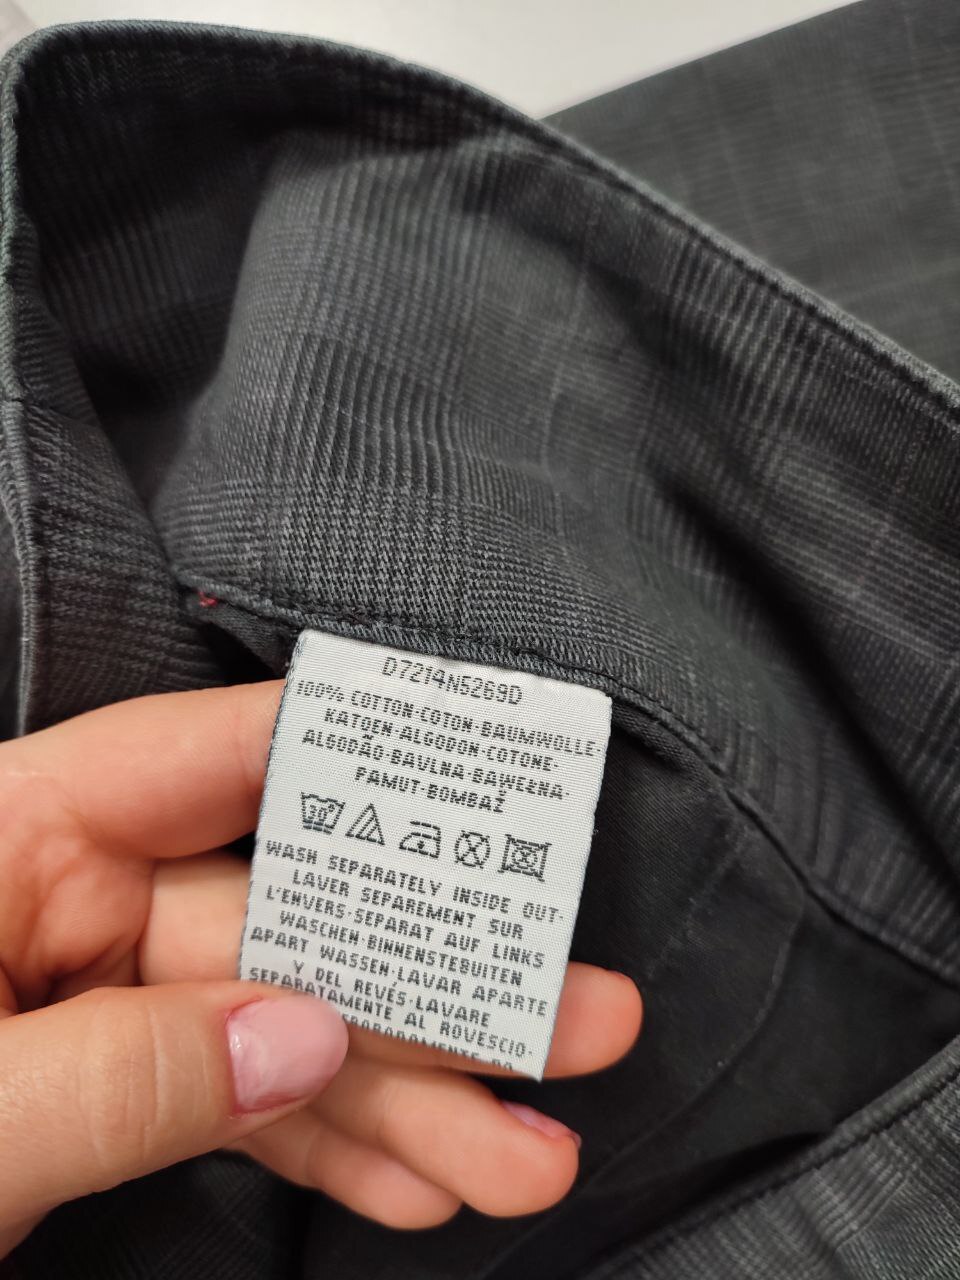 D7214N5269D
100% COTTON·COTON·BAUMWOLLE·
KATOEN·ALGODON·COTONE·
ALGODÃO·BAVLNA·BAWEŁNA·
PAMUT·BOMBAŽ
30°
WASH SEPARATELY INSIDE OUT·
LAVER SEPAREMENT SUR
L'ENVERS·SEPARAT AUF LINKS
WASCHEN·BINNENSTEBUITEN
APART WASSEN·LAVAR APARTE
Y DEL REVÉS·LAVARE
SEPARATAMENTE AL ROVESCIO·